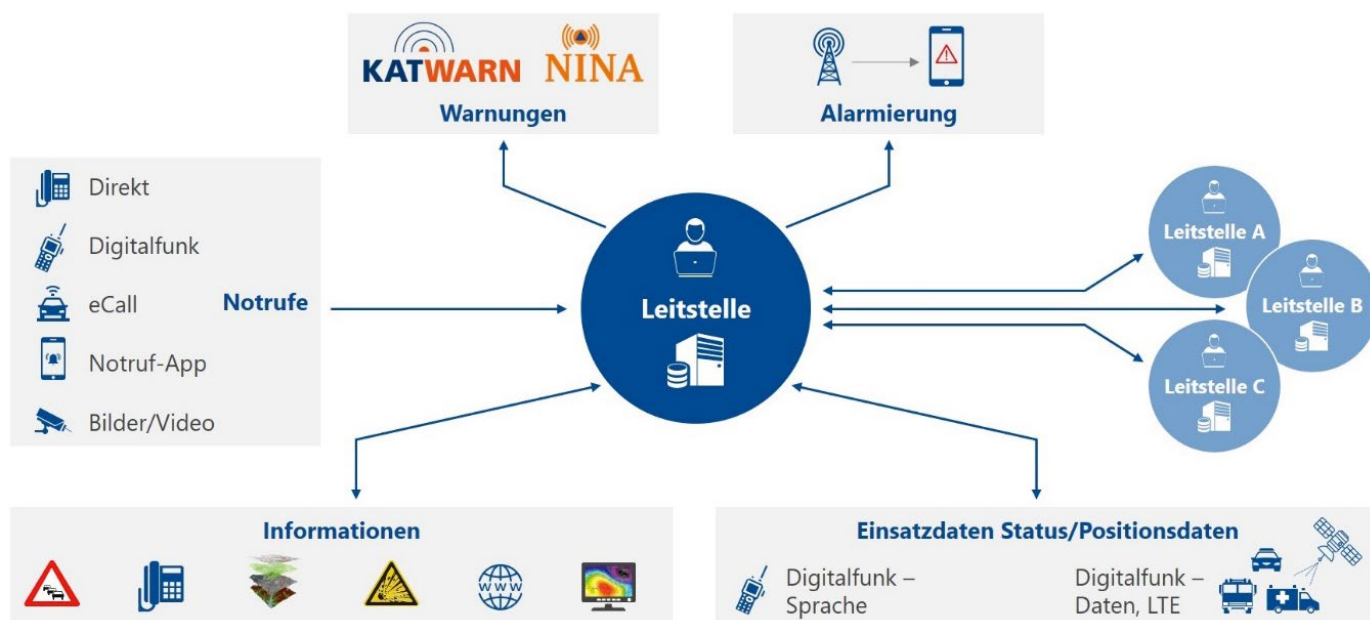 KATWARN
NINA
Warnungen
Alarmierung
Direkt
Digitalfunk
eCall
Notrufe
Notruf-App
Bilder/Video
Leitstelle
Leitstelle A
Leitstelle B
Leitstelle C
Informationen
WWW
Einsatzdaten Status/Positionsdaten
Digitalfunk –
Sprache
Digitalfunk –
Daten, LTE